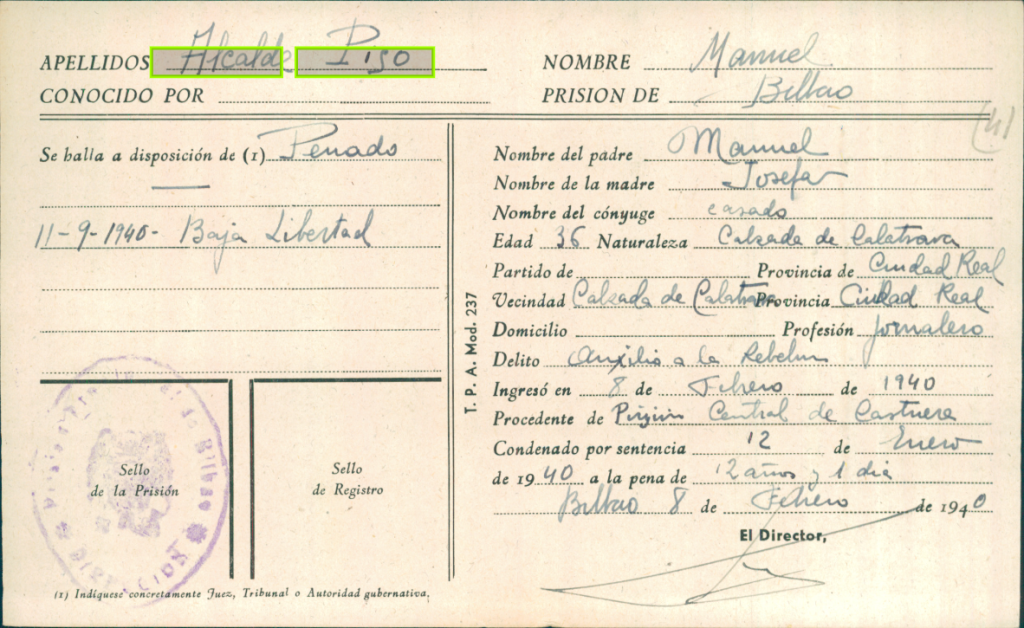 APELLIDOS Alcalde Piso
NOMBRE Manuel
CONOCIDO POR
PRISION DE Bilbao
(4)
Se halla a disposición de (1) Penado
11-9-1940- Baja Libertad
Sello
de la Prisión
Sello
de Registro
(1) Indíquese concretamente Juez, Tribunal o Autoridad gubernativa.
T. P. A. Mod. 237
Nombre del padre Manuel
Nombre de la madre Josefa
Nombre del cónyuge casado
Edad 36 Naturaleza Calzada de Calatrava
Partido de Provincia de Ciudad Real
Vecindad Calzada de Calatrava Provincia Ciudad Real
Domicilio Profesión Jornalero
Delito Auxilio a la Rebelion
Ingresó en 8 de Febrero de 1940
Procedente de Prisión Central de Castuera
Condenado por sentencia 12 de Enero
de 1940 a la pena de 12 años y 1 dia
Bilbao 8 de Febrero de 1940
El Director,